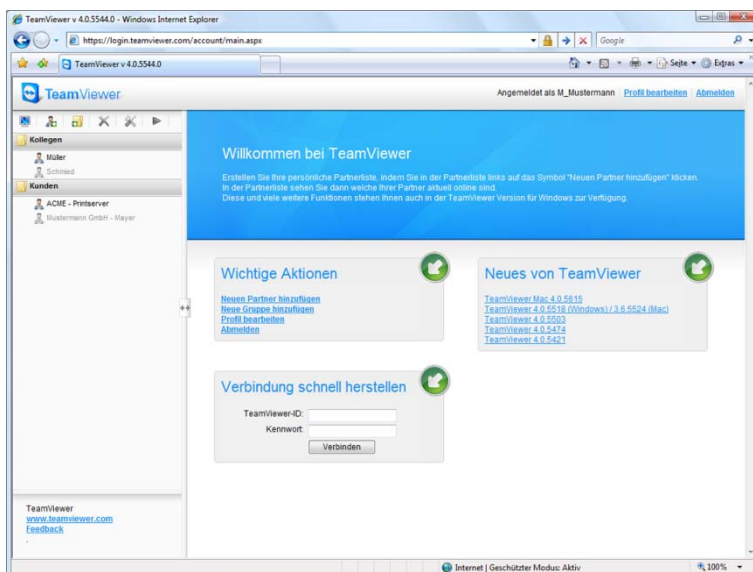 TeamViewer v 4.0.5544.0 - Windows Internet Explorer
https://login.teamviewer.com/account/main.aspx
Google
TeamViewer v 4.0.5544.0
Seite
Extras
TeamViewer
Angemeldet als M_Mustermann Profil bearbeiten Abmelden
Kollegen
Müller
Schmied
Kunden
ACME - Printserver
Mustermann GmbH - Mayer
Willkommen bei TeamViewer
Erstellen Sie Ihre persönliche Partnerliste, indem Sie in der Partnerliste links auf das Symbol "Neuen Partner hinzufügen" klicken.
In der Partnerliste sehen Sie dann welche Ihrer Partner aktuell online sind.
Diese und viele weitere Funktionen stehen Ihnen auch in der TeamViewer Version für Windows zur Verfügung.
Wichtige Aktionen
Neuen Partner hinzufügen
Neue Gruppe hinzufügen
Profil bearbeiten
Abmelden
Neues von TeamViewer
TeamViewer Mac 4.0.5615
TeamViewer 4.0.5518 (Windows) / 3.6.5524 (Mac)
TeamViewer 4.0.5503
TeamViewer 4.0.5474
TeamViewer 4.0.5421
Verbindung schnell herstellen
TeamViewer-ID:
Kennwort:
Verbinden
TeamViewer
www.teamviewer.com
Feedback
Internet | Geschützter Modus: Aktiv
100%